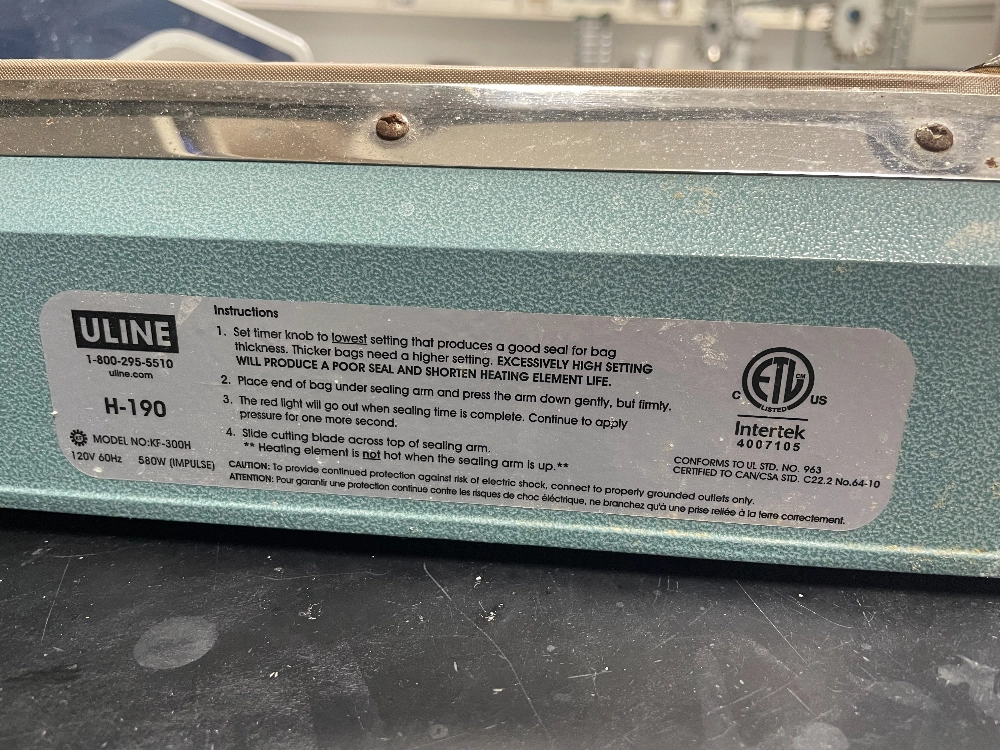 ULINE
1-800-295-5510
uline.com
H-190
MODEL NO:KF-300H
120V 60Hz 580W (IMPULSE)
Instructions
1. Set timer knob to lowest setting that produces a good seal for bag
thickness. Thicker bags need a higher setting. EXCESSIVELY HIGH SETTING
WILL PRODUCE A POOR SEAL AND SHORTEN HEATING ELEMENT LIFE.
2. Place end of bag under sealing arm and press the arm down gently, but firmly.
3. The red light will go out when sealing time is complete. Continue to apply
pressure for one more second.
4. Slide cutting blade across top of sealing arm.
** Heating element is not hot when the sealing arm is up.**
CAUTION: To provide continued protection against risk of electric shock, connect to properly grounded outlets only.
ATTENTION: Pour garantir une protection continue contre les risques de choc éléctrique, ne branchez qu'à une prise reliée à la terre correctement.
ETL
C LISTED US
Intertek
4007105
CONFORMS TO UL STD. NO. 963
CERTIFIED TO CAN/CSA STD. C22.2 No.64-10